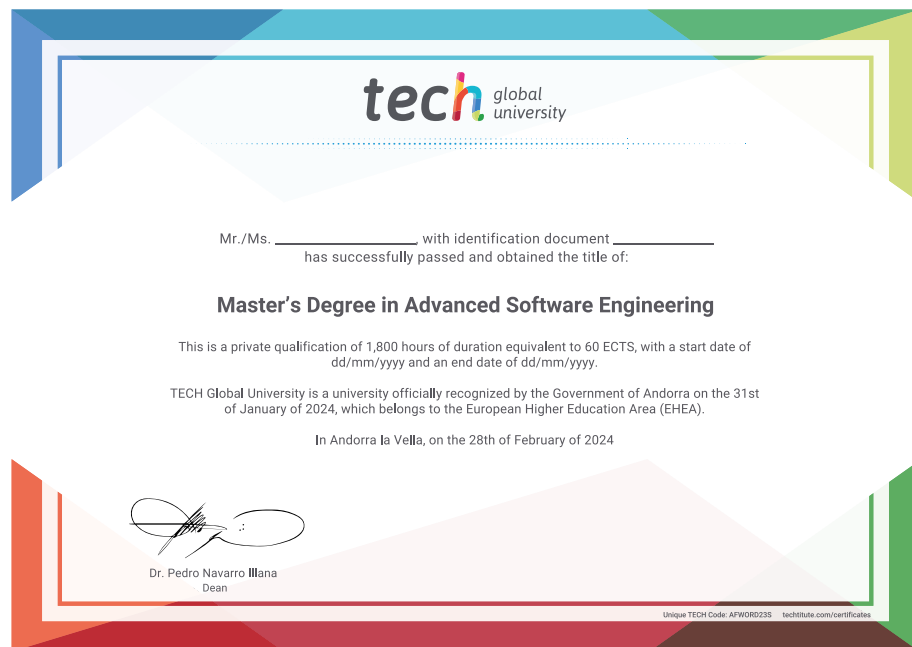 tech global university
Mr./Ms. ____________________, with identification document ______________
has successfully passed and obtained the title of:
Master’s Degree in Advanced Software Engineering
This is a private qualification of 1,800 hours of duration equivalent to 60 ECTS, with a start date of
dd/mm/yyyy and an end date of dd/mm/yyyy.
TECH Global University is a university officially recognized by the Government of Andorra on the 31st
of January of 2024, which belongs to the European Higher Education Area (EHEA).
In Andorra la Vella, on the 28th of February of 2024
Dr. Pedro Navarro Illana
Dean
Unique TECH Code: AFWORD23S techtitute.com/certificates